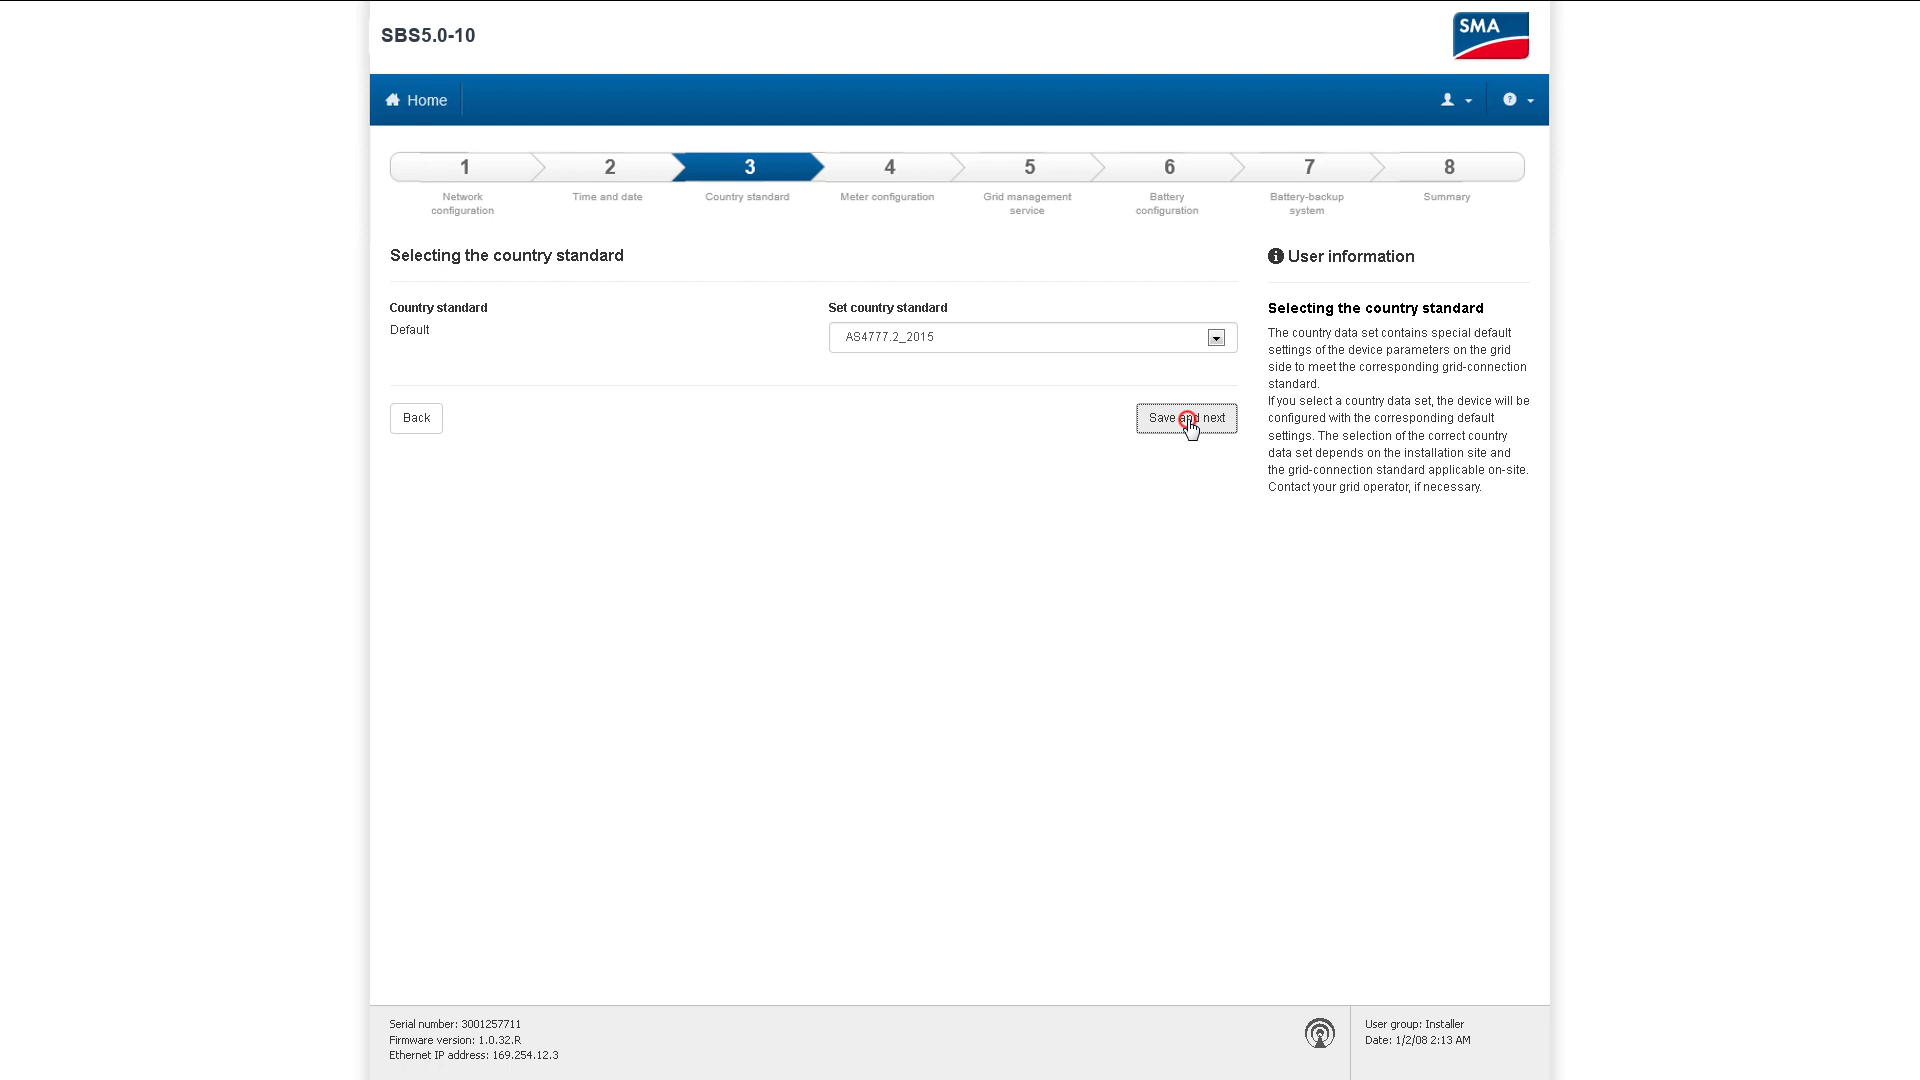 SBS5.0-10
SMA
Home
1
2
3
4
5
6
7
8
Network
configuration
Time and date
Country standard
Meter configuration
Grid management
service
Battery
configuration
Battery-backup
system
Summary
Selecting the country standard
Country standard
Default
Set country standard
AS4777.2_2015
Back
Save and next
User information
Selecting the country standard
The country data set contains special default
settings of the device parameters on the grid
side to meet the corresponding grid-connection
standard.
If you select a country data set, the device will be
configured with the corresponding default
settings. The selection of the correct country
data set depends on the installation site and
the grid-connection standard applicable on-site.
Contact your grid operator, if necessary.
Serial number: 3001257711
Firmware version: 1.0.32.R
Ethernet IP address: 169.254.12.3
User group: Installer
Date: 1/2/08 2:13 AM